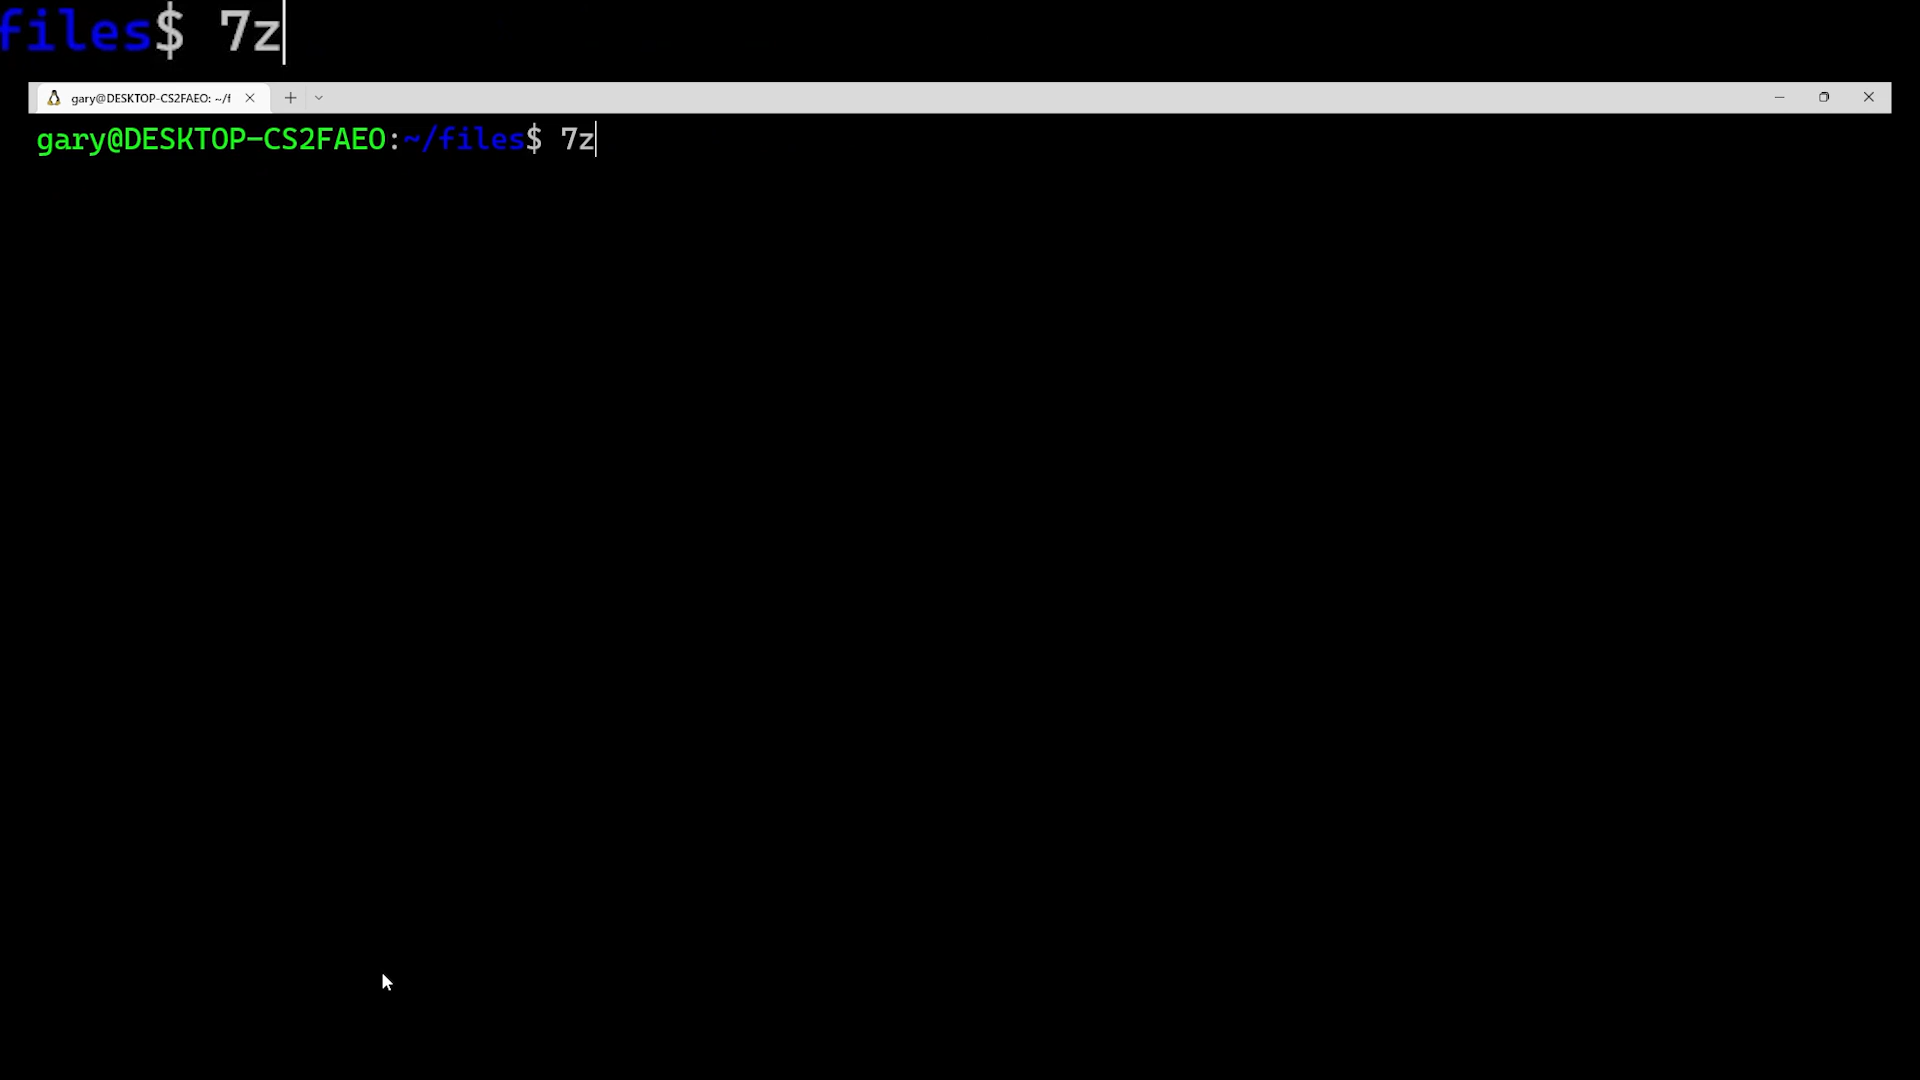 files$ 7z
gary@DESKTOP-CS2FAEO: ~/f
gary@DESKTOP-CS2FAEO:~/files$ 7z